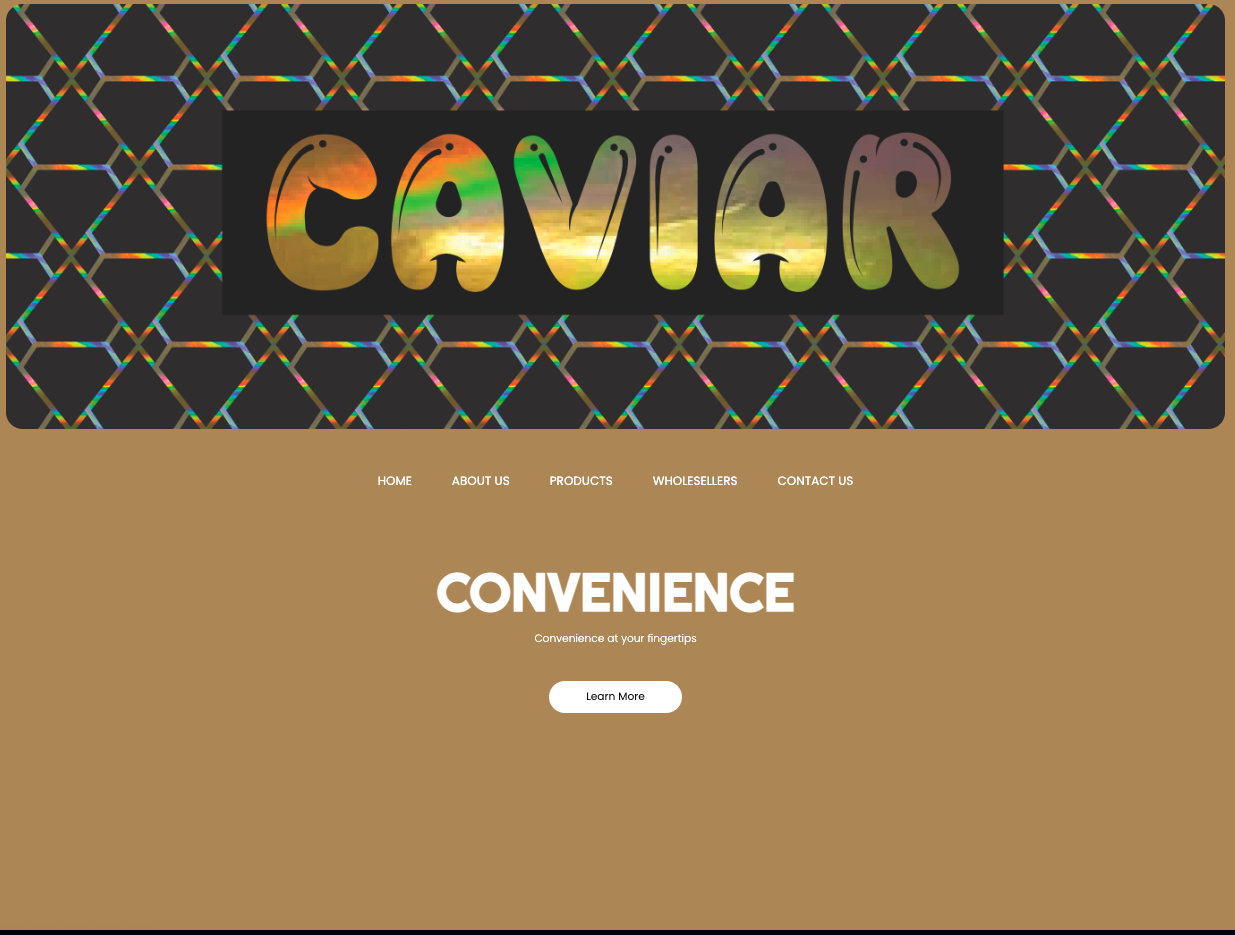 CAVIAR
HOME ABOUT US PRODUCTS WHOLESELLERS CONTACT US
CONVENIENCE
Convenience at your fingertips
Learn More